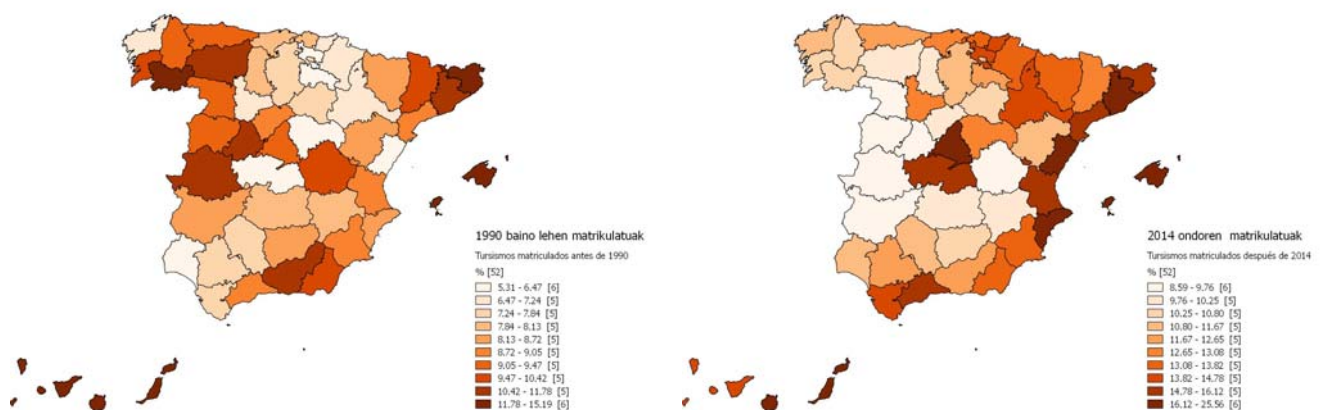 1990 baino lehen matrikulatuak
Tursismos matriculados antes de 1990
% [52]
5.31 - 6.47 [6]
6.47 - 7.24 [5]
7.24 - 7.84 [5]
7.84 - 8.13 [5]
8.13 - 8.72 [5]
8.72 - 9.05 [5]
9.05 - 9.47 [5]
9.47 - 10.42 [5]
10.42 - 11.78 [5]
11.78 - 15.19 [6]
2014 ondoren matrikulatuak
Tursismos matriculados después de 2014
% [52]
8.59 - 9.76 [6]
9.76 - 10.25 [5]
10.25 - 10.80 [5]
10.80 - 11.67 [5]
11.67 - 12.65 [5]
12.65 - 13.08 [5]
13.08 - 13.82 [5]
13.82 - 14.78 [5]
14.78 - 16.12 [5]
16.12 - 25.56 [6]